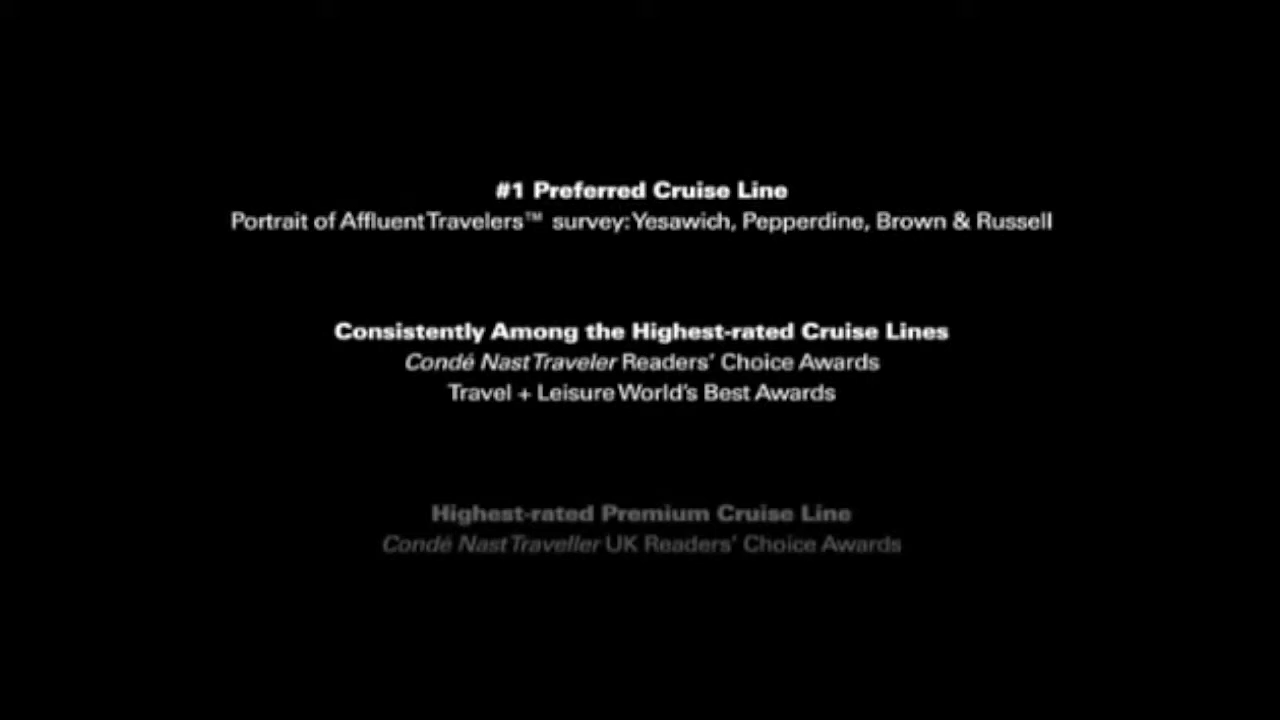 #1 Preferred Cruise Line
Portrait of Affluent Travelers™ survey: Yesawich, Pepperdine, Brown & Russell
Consistently Among the Highest-rated Cruise Lines
Condé Nast Traveler Readers' Choice Awards
Travel + Leisure World's Best Awards
Highest-rated Premium Cruise Line
Condé Nast Traveller UK Readers' Choice Awards